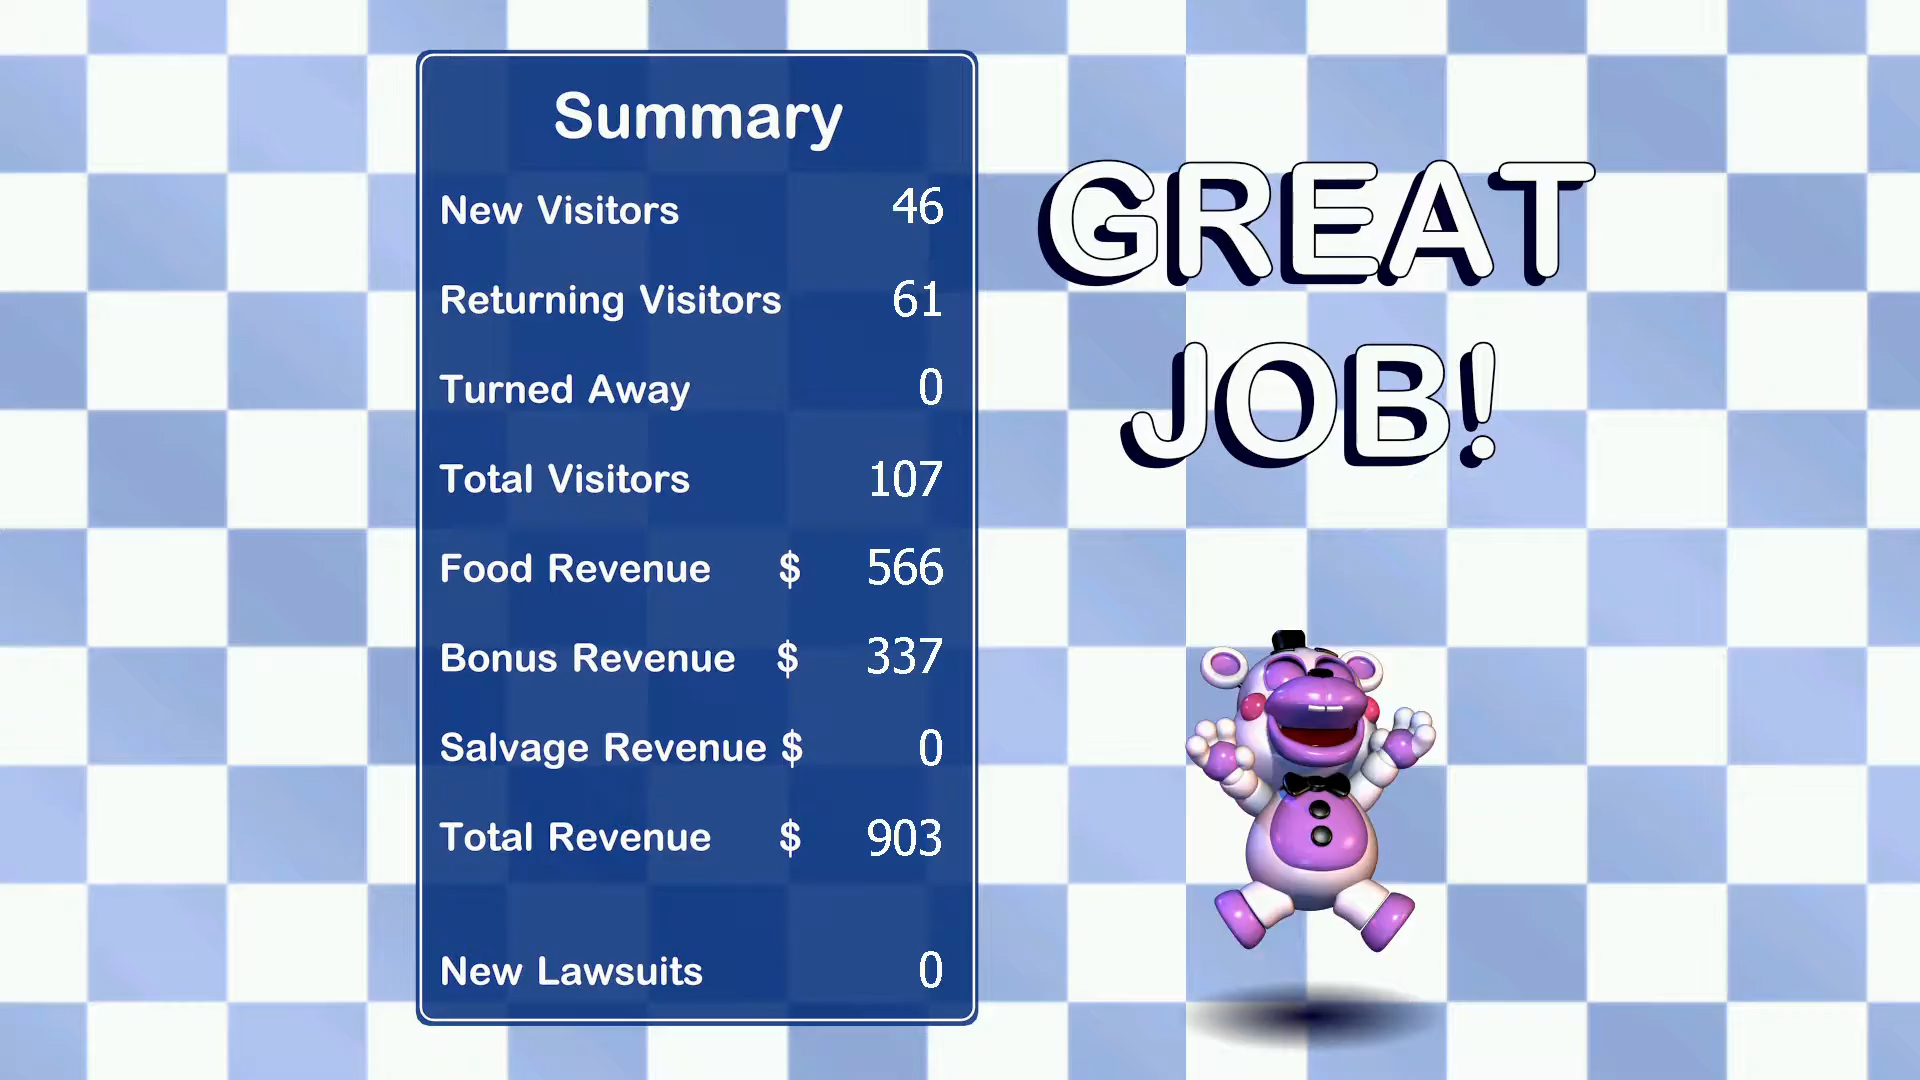 Summary
New Visitors 46
Returning Visitors 61
Turned Away 0
Total Visitors 107
Food Revenue $ 566
Bonus Revenue $ 337
Salvage Revenue $ 0
Total Revenue $ 903
New Lawsuits 0
GREAT
JOB!